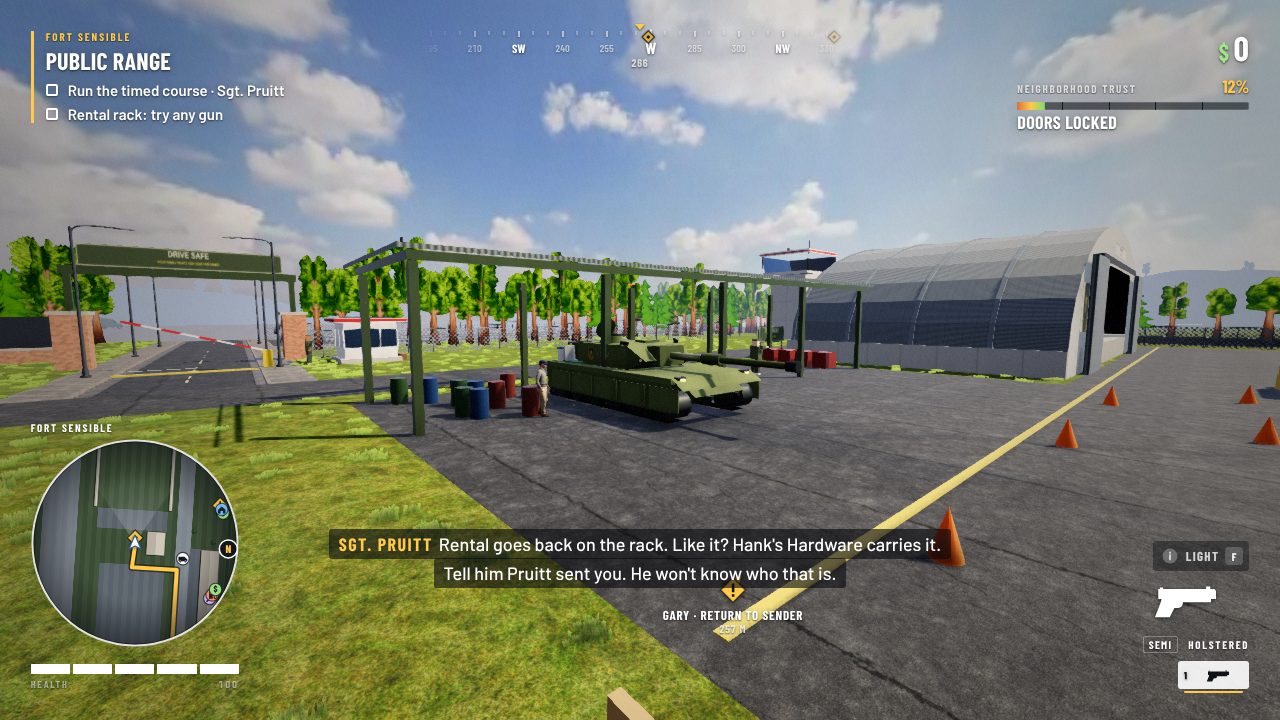 FORT SENSIBLE
PUBLIC RANGE
Run the timed course · Sgt. Pruitt
Rental rack: try any gun
195 210 SW 240 255 W 285 300 NW 330
266
$0
NEIGHBORHOOD TRUST 12%
DOORS LOCKED
DRIVE SAFE
FORT SENSIBLE
N
$
SGT. PRUITT Rental goes back on the rack. Like it? Hank's Hardware carries it.
Tell him Pruitt sent you. He won't know who that is.
GARY · RETURN TO SENDER
257 M
LIGHT F
SEMI HOLSTERED
1
HEALTH 100